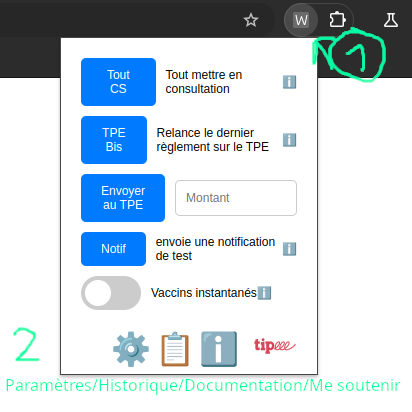 W
1
Tout
CS
Tout mettre en
consultation
i
TPE
Bis
Relance le dernier
règlement sur le TPE
i
Envoyer
au TPE
Montant
Notif
envoie une notification
de test
i
Vaccins instantanés i
2
i
tipeee
Paramètres/Historique/Documentation/Me soutenir